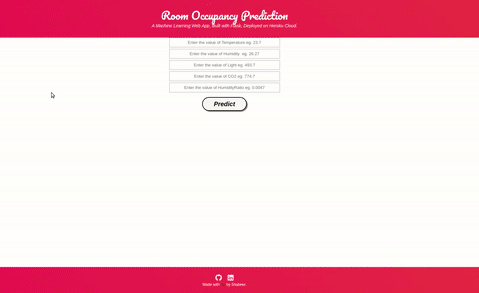 Room Occupancy Prediction
A Machine Learning Web App, Built with Flask, Deployed on Heroku Cloud.
Enter the value of Temperature eg. 23.7
Enter the value of Humidity. eg. 26.27
Enter the value of Light eg. 493.7
Enter the value of CO2 eg. 774.7
Enter the value of HumidityRatio eg. 0.0047
Predict
Made with by